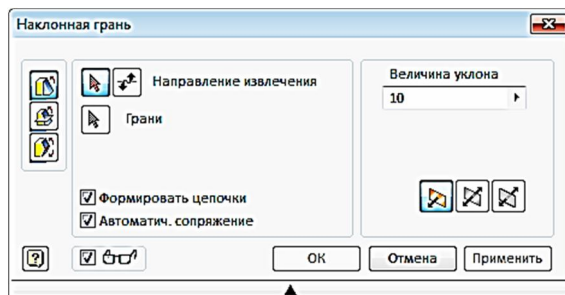 Наклонная грань
Направление извлечения
Грани
Формировать цепочки
Автоматич. сопряжение
Величина уклона
10
ОК
Отмена
Применить